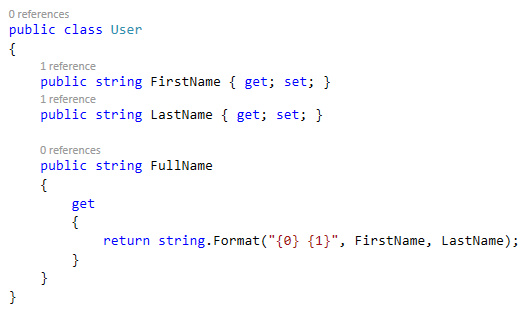 0 references
public class User
{
1 reference
public string FirstName { get; set; }
1 reference
public string LastName { get; set; }
0 references
public string FullName
{
get
{
return string.Format("{0} {1}", FirstName, LastName);
}
}
}